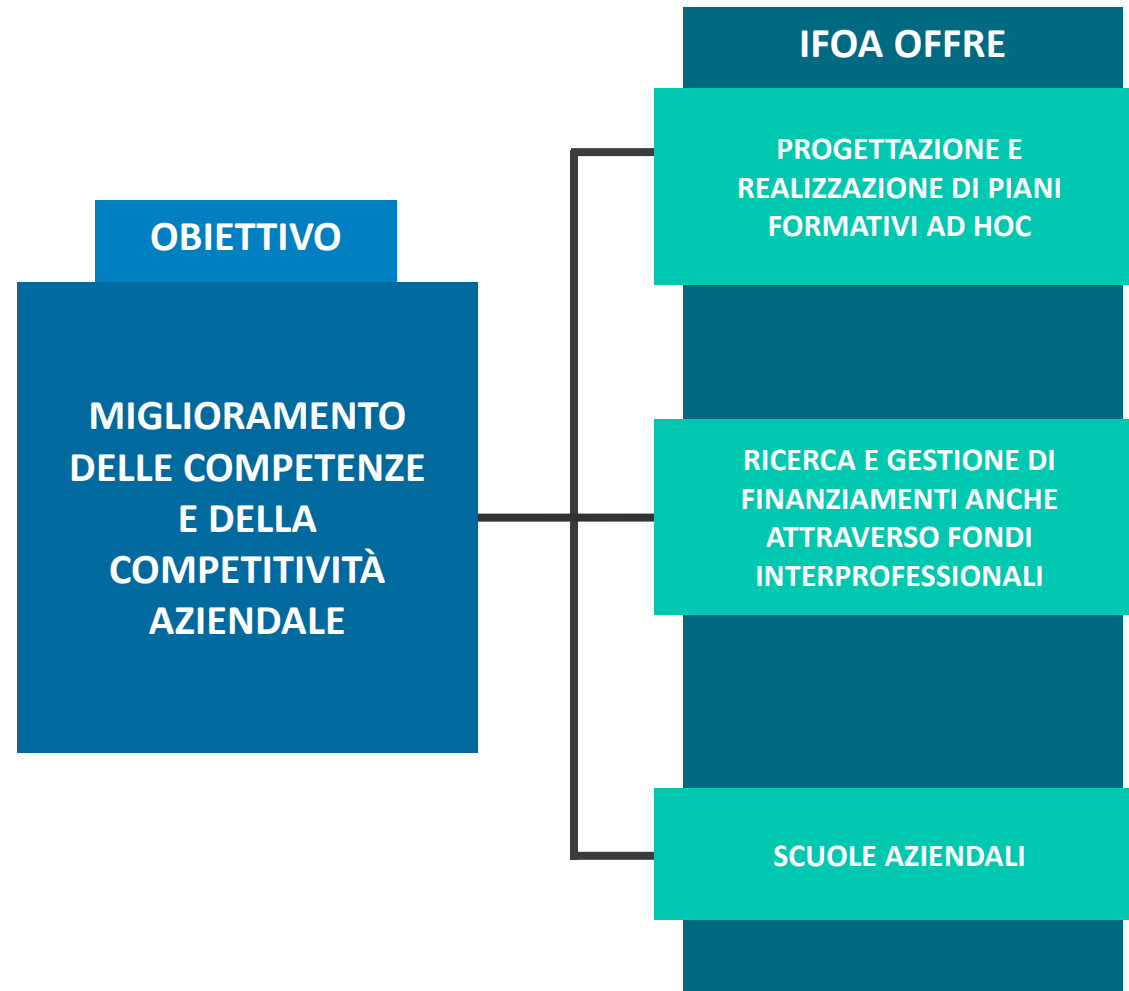 OBIETTIVO
MIGLIORAMENTO
DELLE COMPETENZE
E DELLA
COMPETITIVITÀ
AZIENDALE
IFOA OFFRE
PROGETTAZIONE E
REALIZZAZIONE DI PIANI
FORMATIVI AD HOC
RICERCA E GESTIONE DI
FINANZIAMENTI ANCHE
ATTRAVERSO FONDI
INTERPROFESSIONALI
SCUOLE AZIENDALI